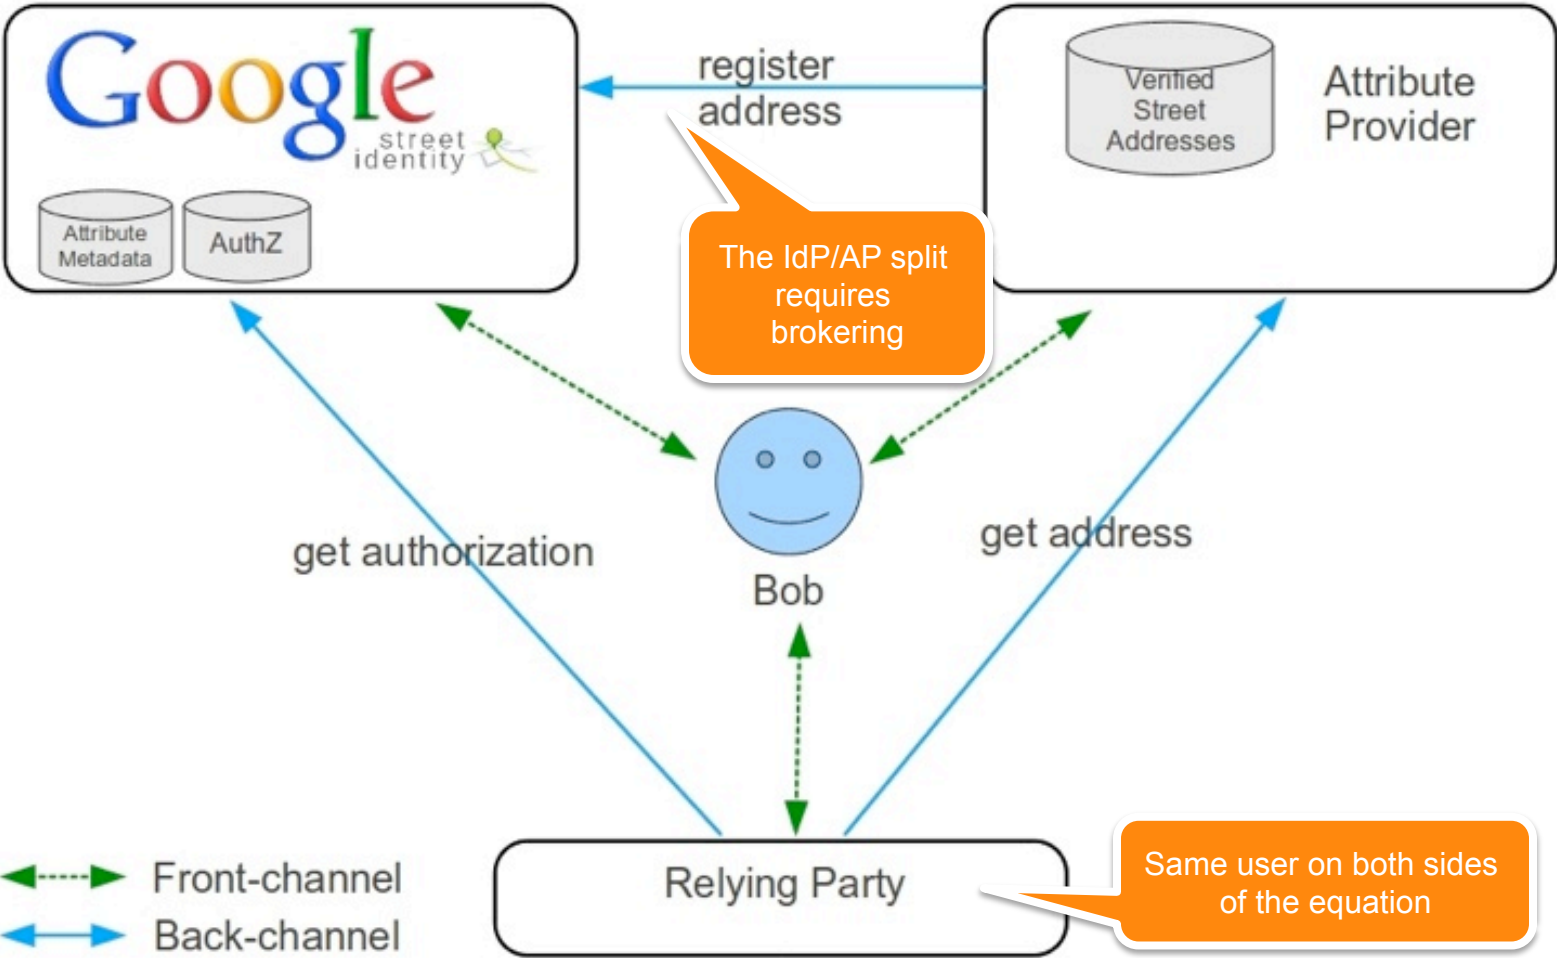 Google
street
identity
Attribute
Metadata
AuthZ
register
address
Verified
Street
Addresses
Attribute
Provider
The IdP/AP split
requires
brokering
get authorization
get address
Bob
Relying Party
Same user on both sides
of the equation
Front-channel
Back-channel